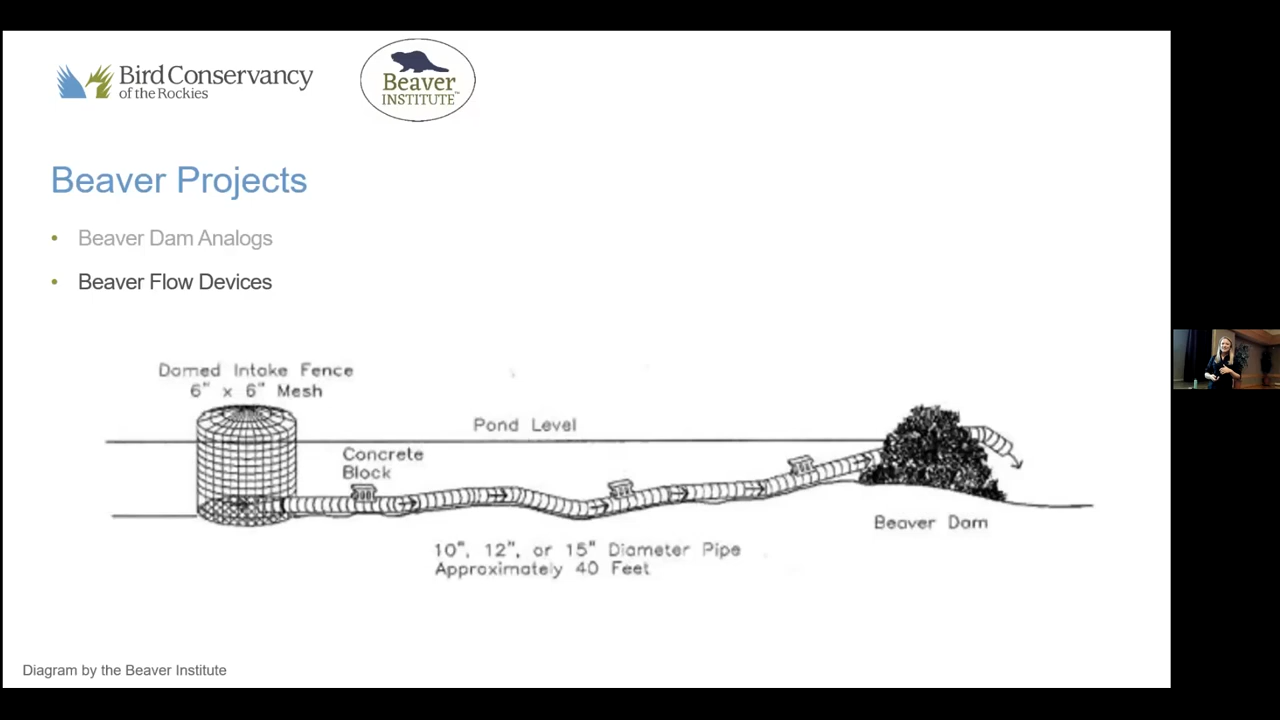 Bird Conservancy
of the Rockies
Beaver
INSTITUTE™
Beaver Projects
• Beaver Dam Analogs
• Beaver Flow Devices
Domed Intake Fence
6" x 6" Mesh
Pond Level
Concrete
Block
Beaver Dam
10", 12", or 15" Diameter Pipe
Approximately 40 Feet
Diagram by the Beaver Institute